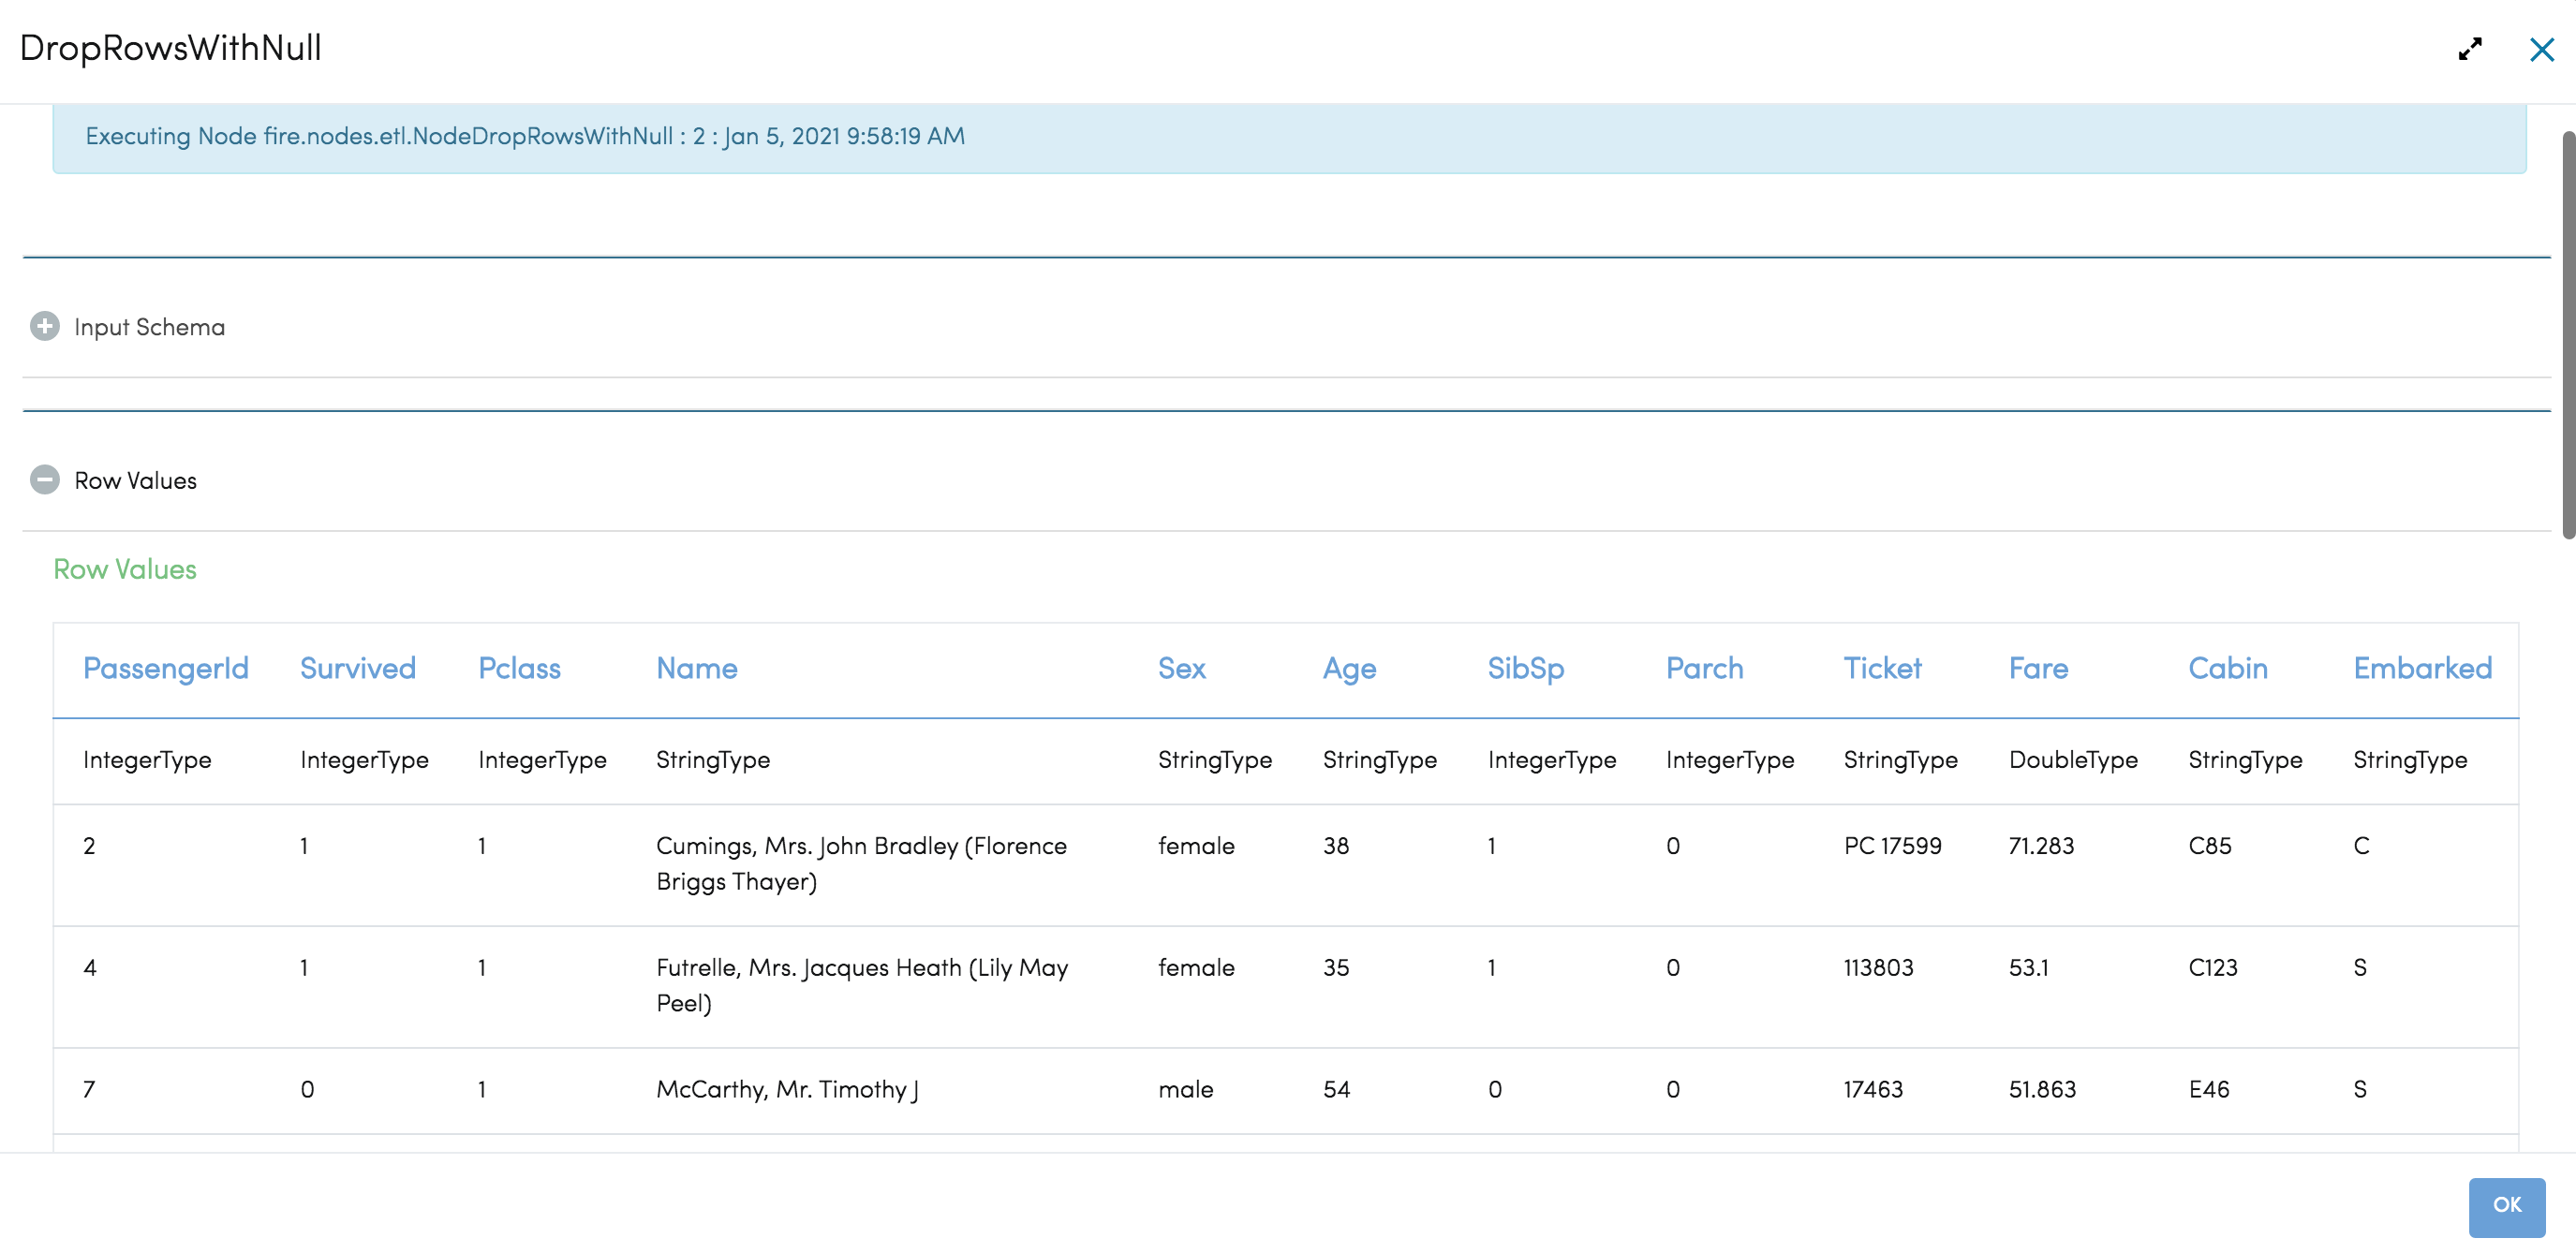 DropRowsWithNull
Executing Node fire.nodes.etl.NodeDropRowsWithNull : 2 : Jan 5, 2021 9:58:19 AM
Input Schema
Row Values
Row Values
PassengerId Survived Pclass Name Sex Age SibSp Parch Ticket Fare Cabin Embarked
IntegerType IntegerType IntegerType StringType StringType StringType IntegerType IntegerType StringType DoubleType StringType StringType
2 1 1 Cumings, Mrs. John Bradley (Florence female 38 1 0 PC 17599 71.283 C85 C
Briggs Thayer)
4 1 1 Futrelle, Mrs. Jacques Heath (Lily May female 35 1 0 113803 53.1 C123 S
Peel)
7 0 1 McCarthy, Mr. Timothy J male 54 0 0 17463 51.863 E46 S
OK